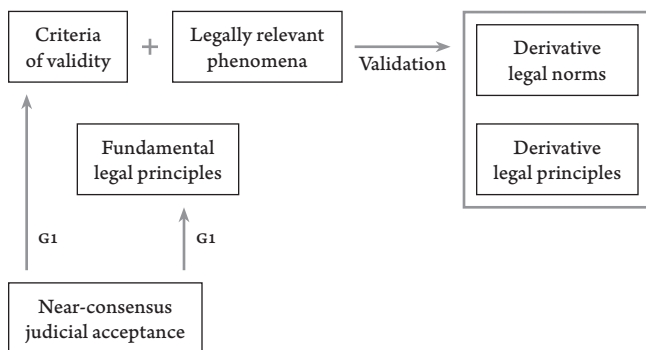 Criteria
of validity
+
Legally relevant
phenomena
Validation
Derivative
legal norms
Fundamental
legal principles
Derivative
legal principles
G1
G1
Near-consensus
judicial acceptance